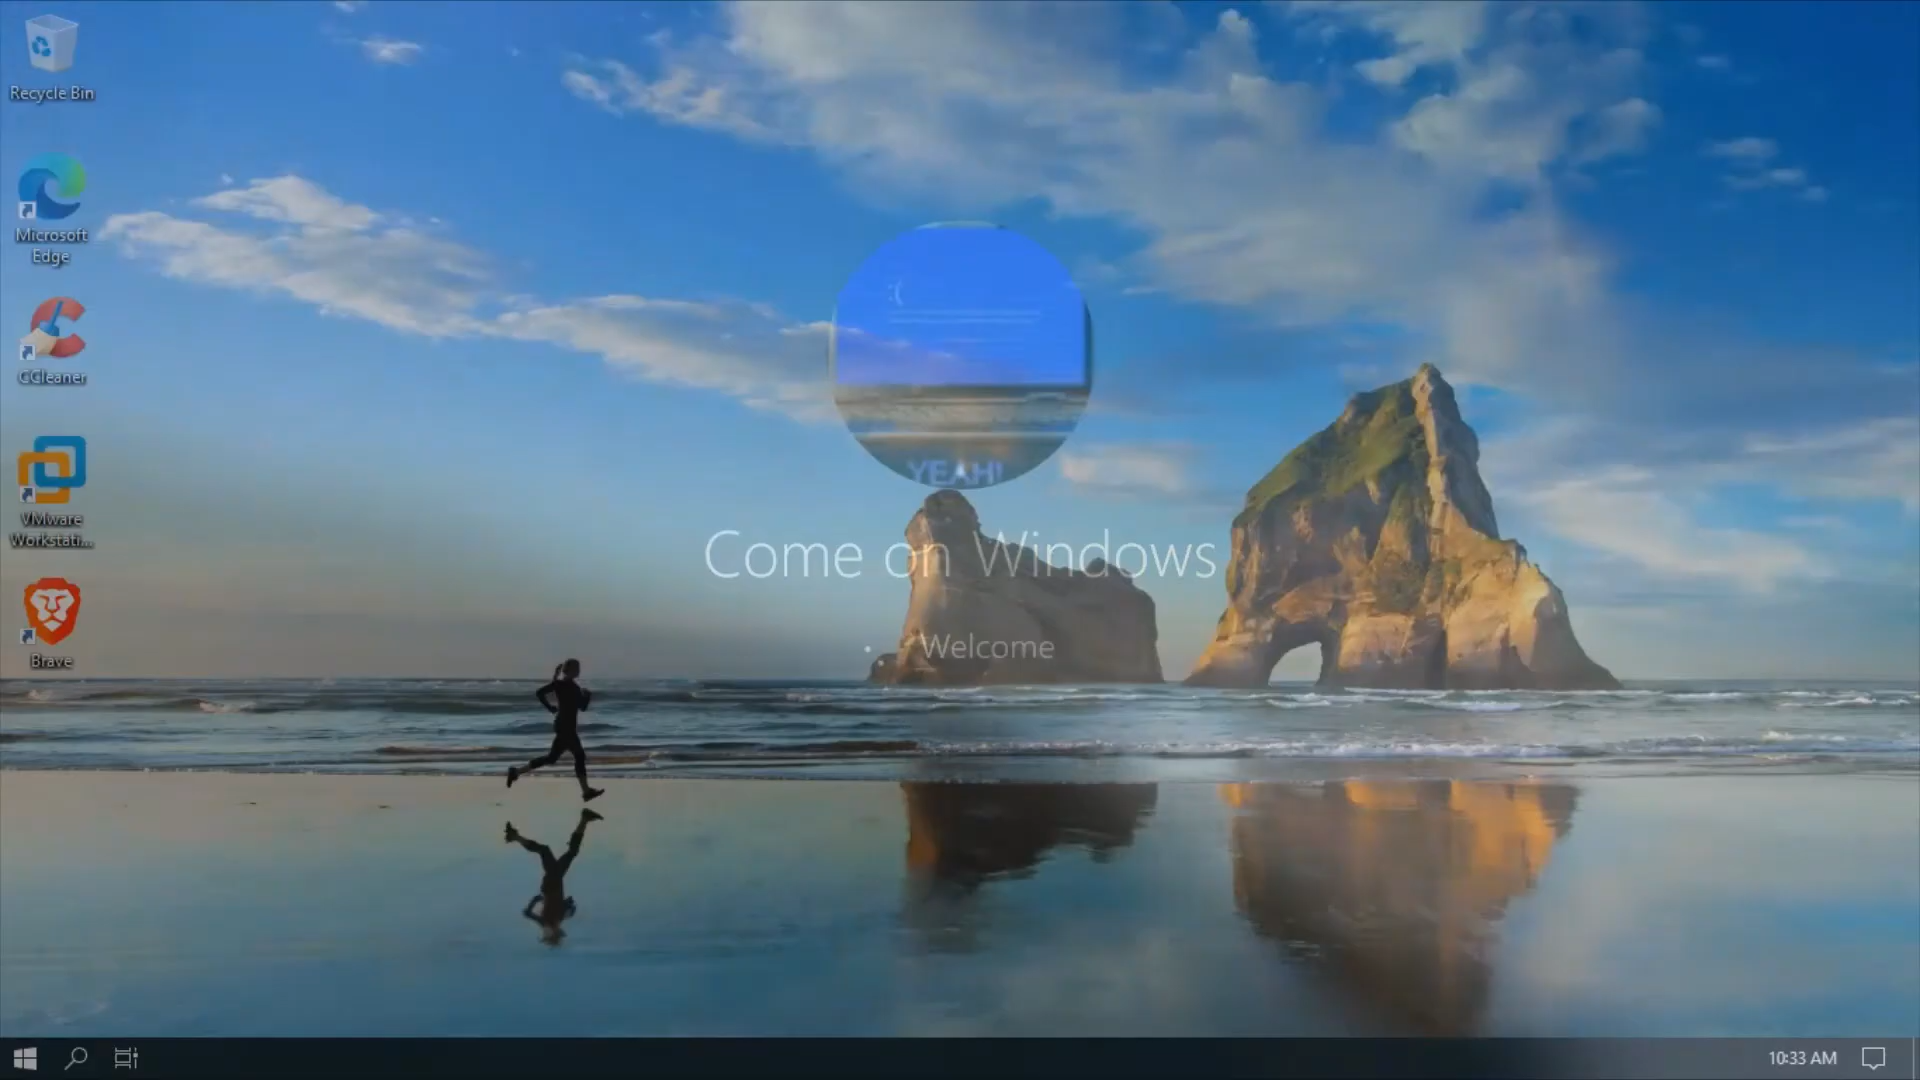 Recycle Bin
Microsoft
Edge
CCleaner
VMware
Workstati...
Brave
YEAH!
Come on Windows
Welcome
10:33 AM